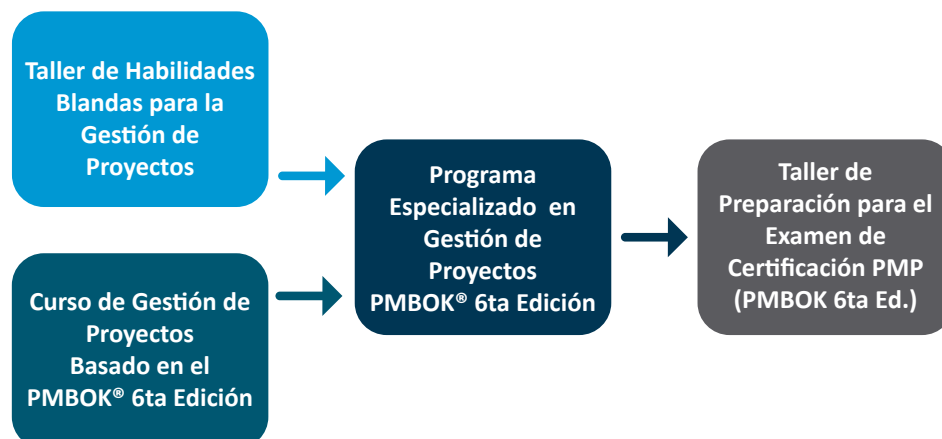 Taller de Habilidades
Blandas para la
Gestión de
Proyectos
Curso de Gestión de
Proyectos
Basado en el
PMBOK® 6ta Edición
Programa
Especializado en
Gestión de
Proyectos
PMBOK® 6ta Edición
Taller de
Preparación para el
Examen de
Certificación PMP
(PMBOK 6ta Ed.)